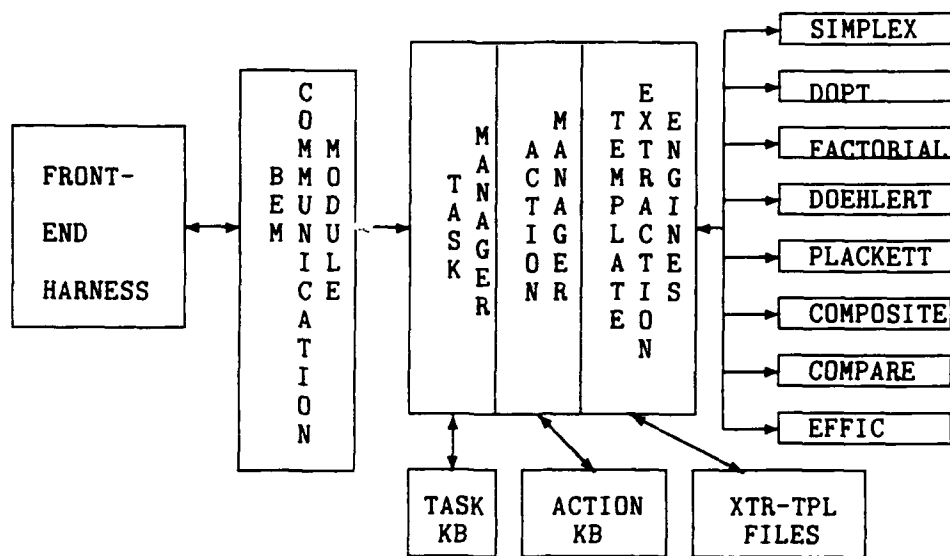 FRONT-
END
HARNESS
BEM
COMMUNICATION
MODULE
TASK
MANAGER
ACTION
MANAGER
TEMPLATE
EXTRACTION
ENGINES
SIMPLEX
DOPT
FACTORIAL
DOEHLERT
PLACKETT
COMPOSITE
COMPARE
EFFIC
TASK
KB
ACTION
KB
XTR-TPL
FILES